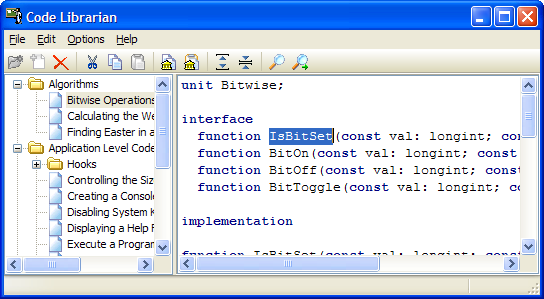 Code Librarian
File Edit Options Help
Algorithms
Bitwise Operations
Calculating the We
Finding Easter in a
Application Level Code
Hooks
Controlling the Siz
Creating a Consol
Disabling System K
Displaying a Help F
Execute a Program
unit Bitwise;
interface
function IsBitSet(const val: longint; con
function BitOn(const val: longint; const
function BitOff(const val: longint; const
function BitToggle(const val: longint; c
implementation
function IsBitSet(const val: longint; con